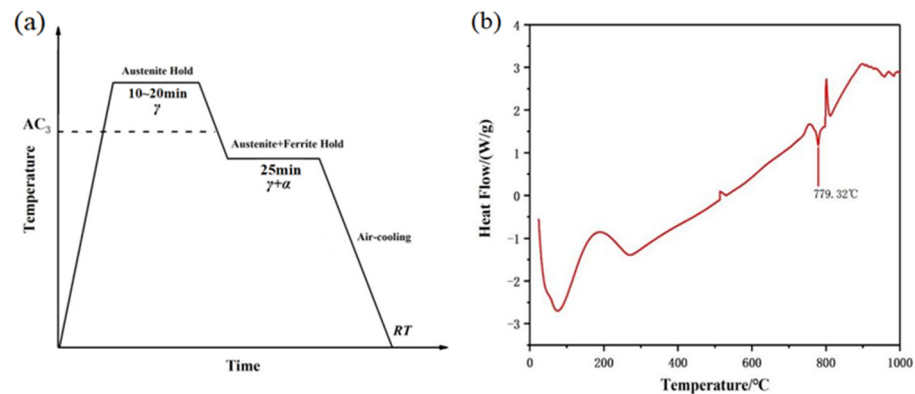 (a)
Austenite Hold
10~20min
γ
AC3
Austenite+Ferrite Hold
25min
γ+α
Air-cooling
RT
Temperature
Time
(b)
Heat Flow/(W/g)
3
2
1
0
-1
-2
-3
779.32℃
0 200 400 600 800 1000
Temperature/℃